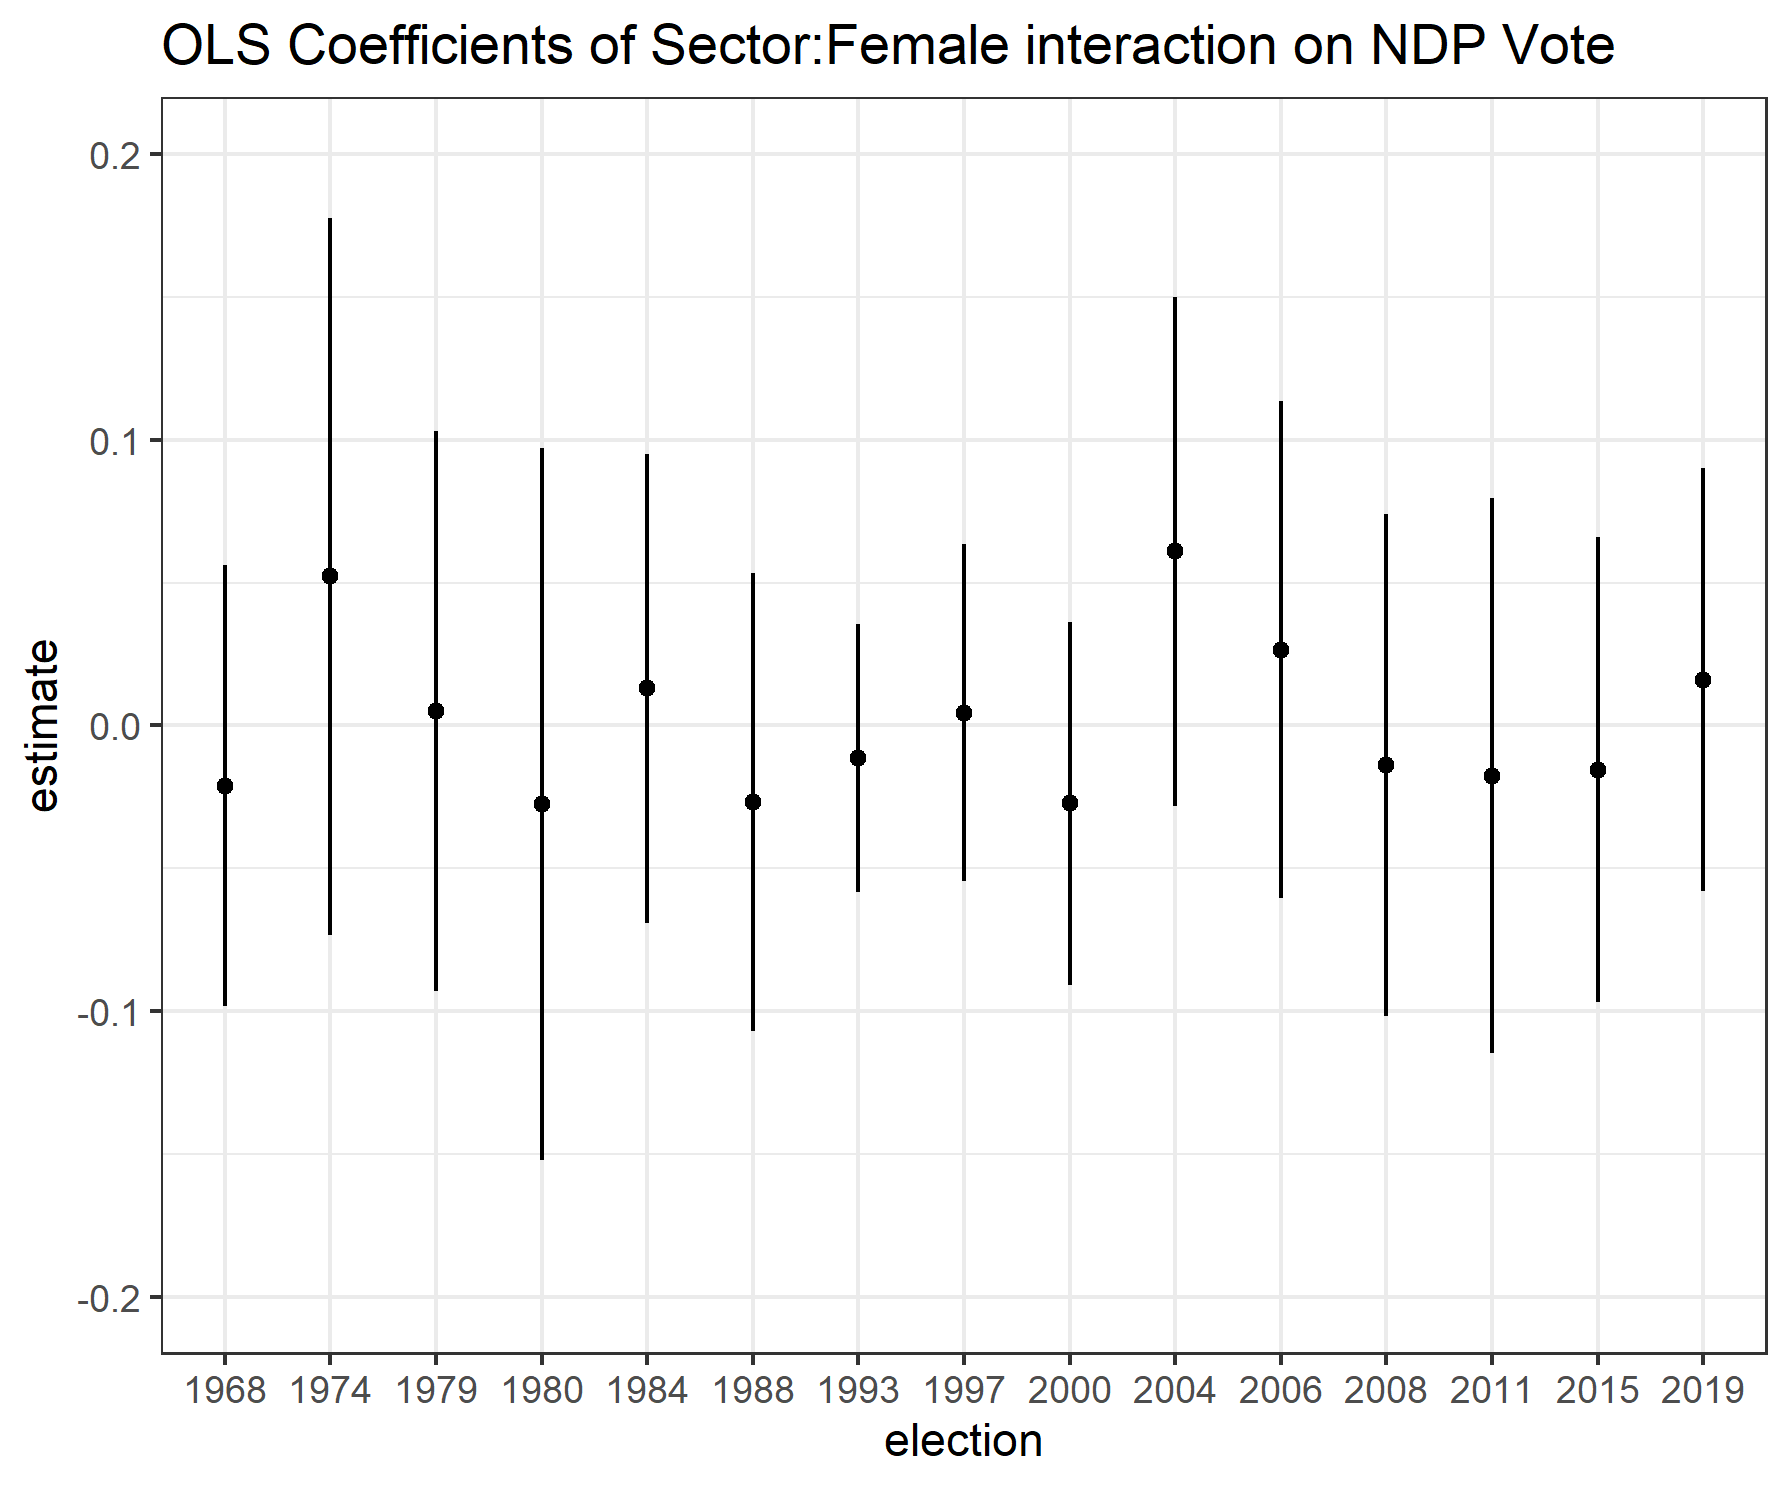 OLS Coefficients of Sector:Female interaction on NDP Vote
estimate
0.2
0.1
0.0
-0.1
-0.2
1968 1974 1979 1980 1984 1988 1993 1997 2000 2004 2006 2008 2011 2015 2019
election